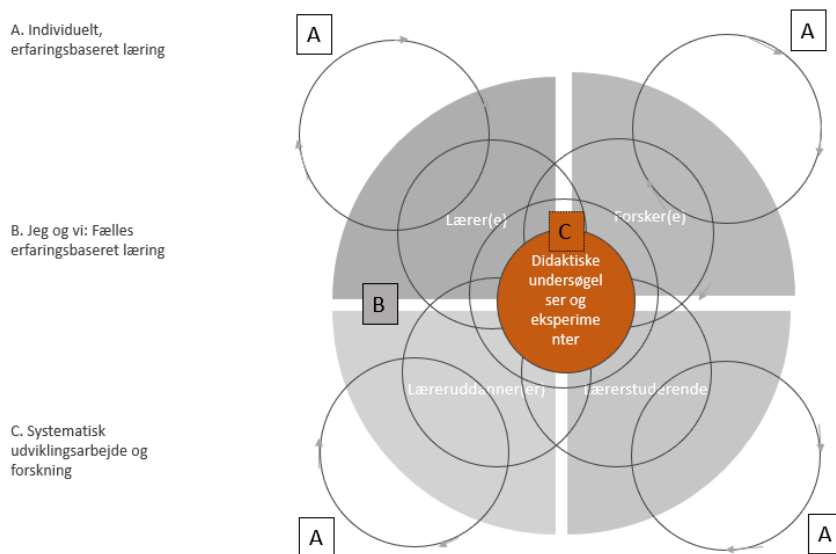 A. Individuelt,
erfaringsbaseret læring
A
A
B. Jeg og vi: Fælles
erfaringsbaseret læring
Lærer(e)
Forsker(e)
C
Didaktiske
undersøgel
ser og
eksperime
nter
B
Læreruddanner(er)
Lærerstuderende
C. Systematisk
udviklingsarbejde og
forskning
A
A